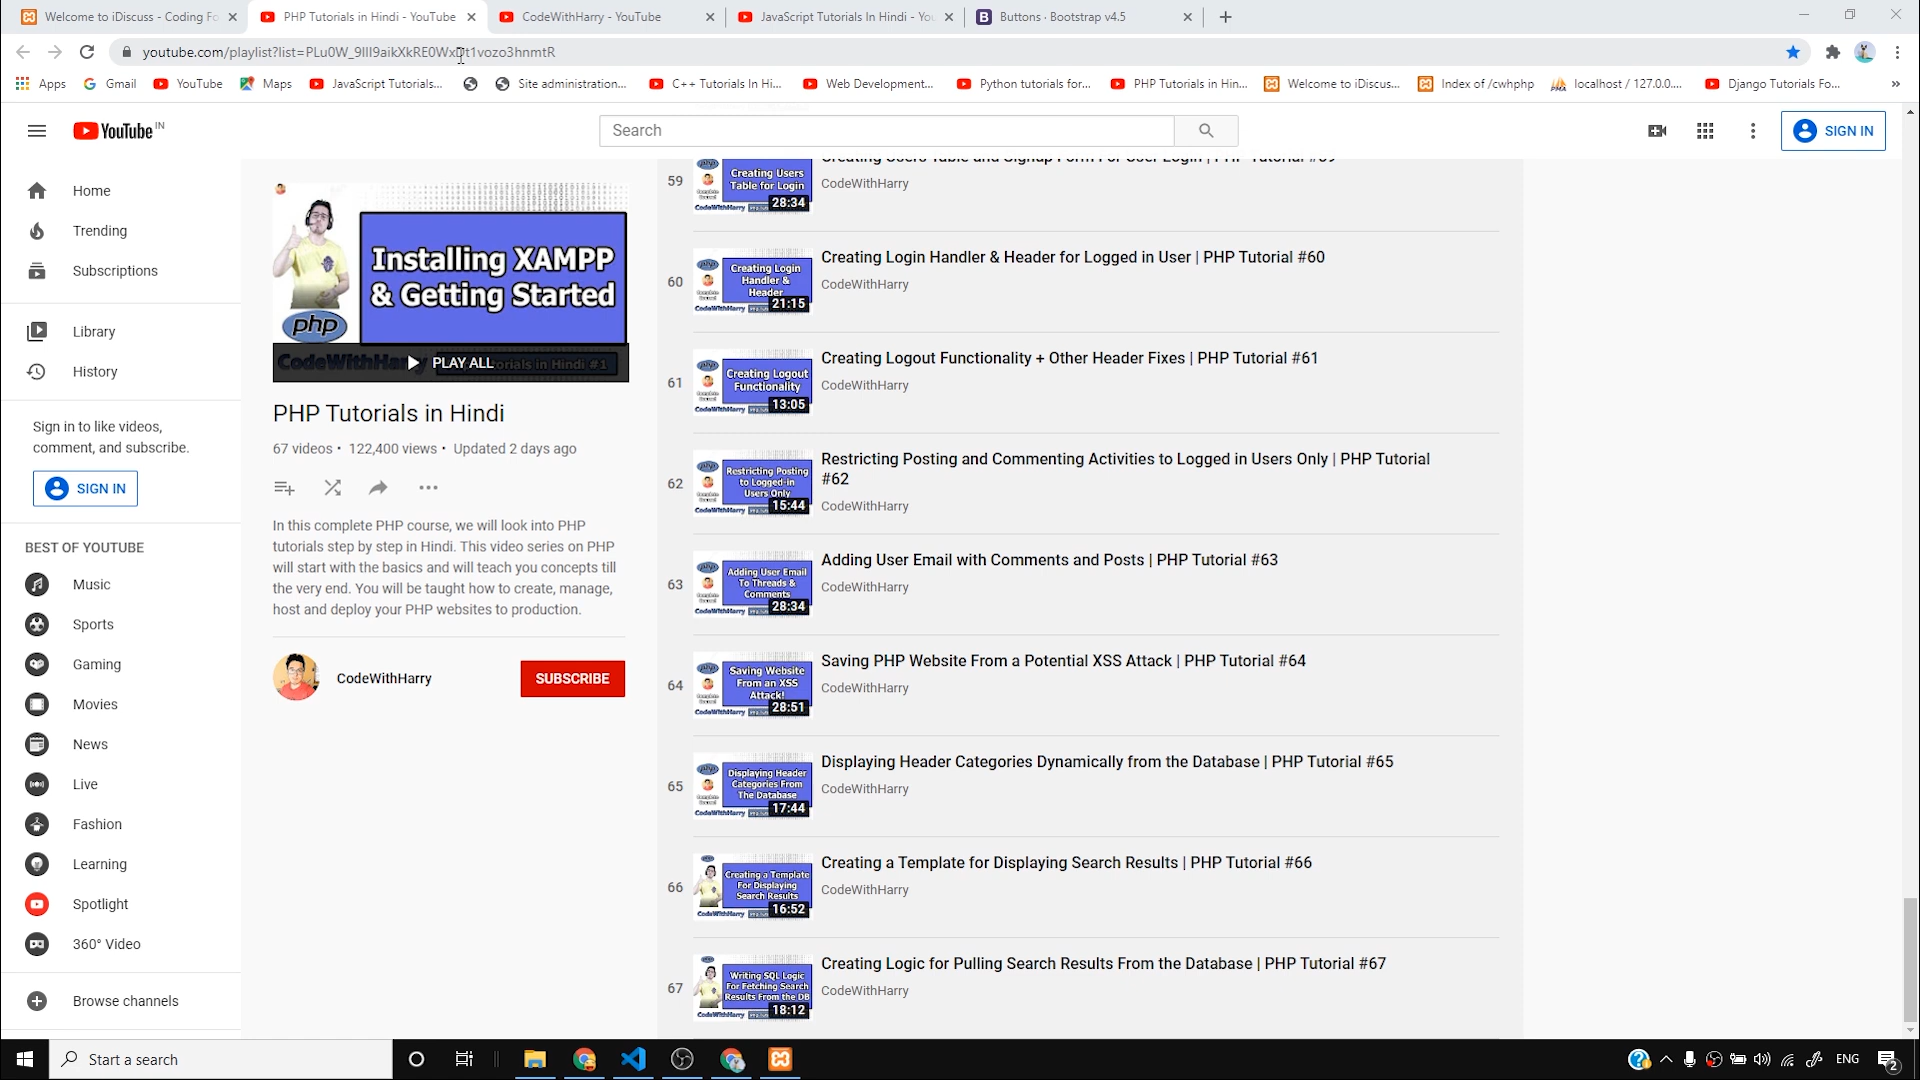 Welcome to iDiscuss - Coding Fo
PHP Tutorials in Hindi - YouTube
CodeWithHarry - YouTube
JavaScript Tutorials In Hindi - You
Buttons · Bootstrap v4.5
Apps
Gmail
YouTube
Maps
JavaScript Tutorials...
Site administration...
C++ Tutorials In Hi...
Web Development...
Python tutorials for...
PHP Tutorials in Hin...
Welcome to iDiscus...
Index of /cwhphp
localhost / 127.0.0....
Django Tutorials Fo...
YouTube IN
Search
SIGN IN
Home
Trending
Subscriptions
Library
History
Sign in to like videos,
comment, and subscribe.
SIGN IN
BEST OF YOUTUBE
Music
Sports
Gaming
Movies
News
Live
Fashion
Learning
Spotlight
360° Video
Browse channels
Installing XAMPP
& Getting Started
php
PLAY ALL
PHP Tutorials in Hindi
67 videos • 122,400 views • Updated 2 days ago
In this complete PHP course, we will look into PHP
tutorials step by step in Hindi. This video series on PHP
will start with the basics and will teach you concepts till
the very end. You will be taught how to create, manage,
host and deploy your PHP websites to production.
CodeWithHarry
SUBSCRIBE
59
Creating Users
Table for Login
28:34
Creating Users Table and Signup Form For User Login | PHP Tutorial #59
CodeWithHarry
60
Creating Login
Handler &
Header
21:15
Creating Login Handler & Header for Logged in User | PHP Tutorial #60
CodeWithHarry
61
Creating Logout
Functionality
13:05
Creating Logout Functionality + Other Header Fixes | PHP Tutorial #61
CodeWithHarry
62
Restricting Posting
to Logged-in
Users Only
15:44
Restricting Posting and Commenting Activities to Logged in Users Only | PHP Tutorial
#62
CodeWithHarry
63
Adding User Email
To Threads &
Comments
28:34
Adding User Email with Comments and Posts | PHP Tutorial #63
CodeWithHarry
64
Saving Website
From an XSS
Attack!
28:51
Saving PHP Website From a Potential XSS Attack | PHP Tutorial #64
CodeWithHarry
65
Displaying Header
Categories From
The Database
17:44
Displaying Header Categories Dynamically from the Database | PHP Tutorial #65
CodeWithHarry
66
Creating a Template
For Displaying
Search Results
16:52
Creating a Template for Displaying Search Results | PHP Tutorial #66
CodeWithHarry
67
Writing SQL Logic
For Fetching Search
Results From the DB
18:12
Creating Logic for Pulling Search Results From the Database | PHP Tutorial #67
CodeWithHarry
Start a search
ENG
2